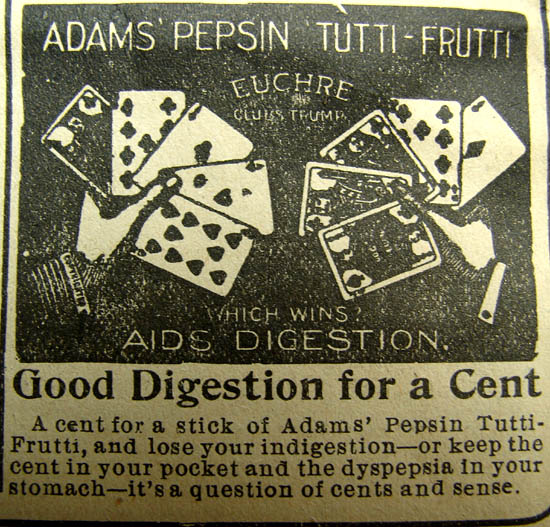 ADAMS' PEPSIN TUTTI-FRUTTI
EUCHRE
CLUBS TRUMP
WHICH WINS?
AIDS DIGESTION.
Good Digestion for a Cent
A cent for a stick of Adams' Pepsin Tutti-
Frutti, and lose your indigestion—or keep the
cent in your pocket and the dyspepsia in your
stomach—it's a question of cents and sense.